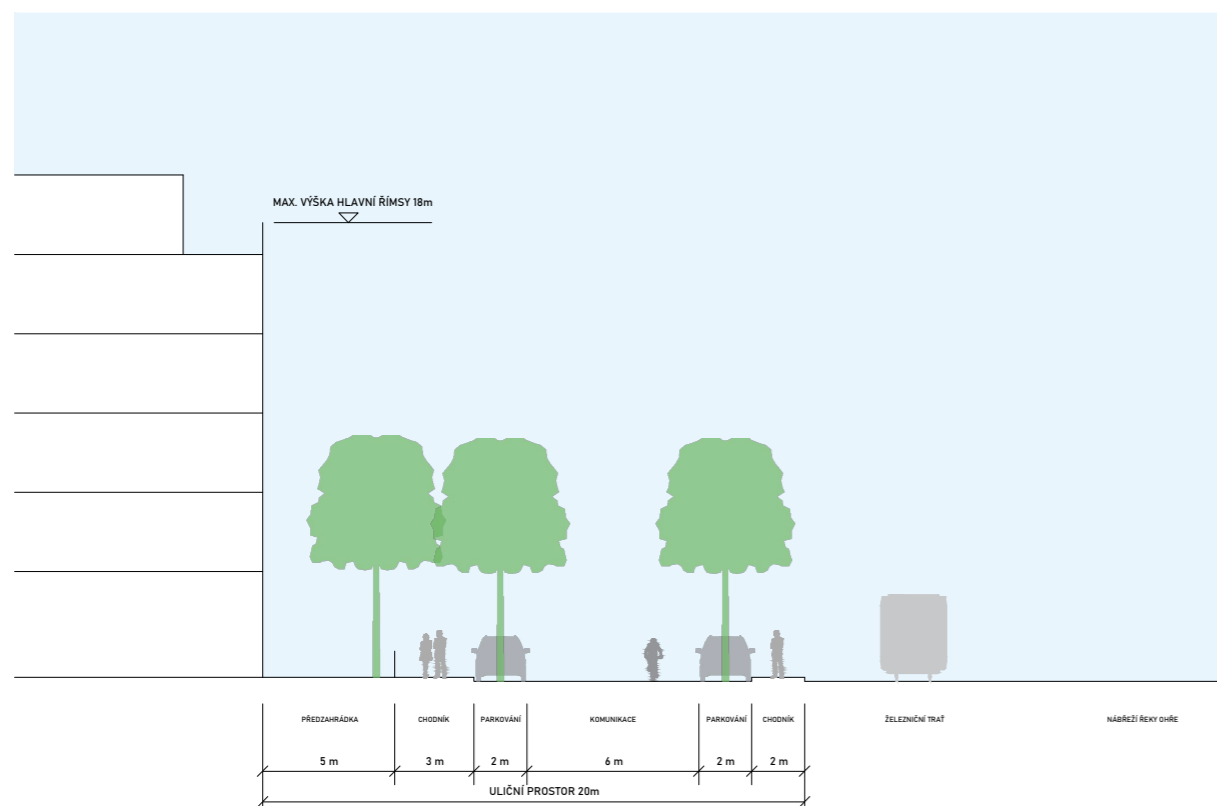 MAX. VÝŠKA HLAVNÍ ŘÍMSY 18m
PŘEDZAHRÁDKA CHODNÍK PARKOVÁNÍ KOMUNIKACE PARKOVÁNÍ CHODNÍK ŽELEZNIČNÍ TRAŤ NÁBŘEŽÍ ŘEKY OHŘE
5 m 3 m 2 m 6 m 2 m 2 m
ULIČNÍ PROSTOR 20m